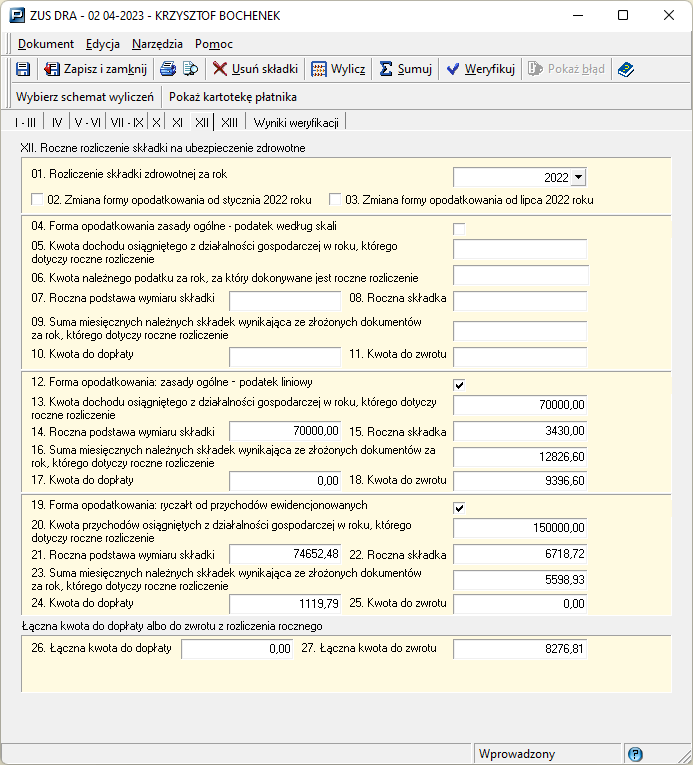 ZUS DRA - 02 04-2023 - KRZYSZTOF BOCHENEK
Dokument Edycja Narzędzia Pomoc
Zapisz i zamknij Usuń składki Wylicz Sumuj Weryfikuj Pokaż błąd
Wybierz schemat wyliczeń Pokaż kartotekę płatnika
I - III IV V - VI VII - IX X XI XII XIII Wyniki weryfikacji
XII. Roczne rozliczenie składki na ubezpieczenie zdrowotne
01. Rozliczenie składki zdrowotnej za rok 2022
02. Zmiana formy opodatkowania od stycznia 2022 roku 03. Zmiana formy opodatkowania od lipca 2022 roku
04. Forma opodatkowania zasady ogólne - podatek według skali
05. Kwota dochodu osiągniętego z działalności gospodarczej w roku, którego
dotyczy roczne rozliczenie
06. Kwota należnego podatku za rok, za który dokonywane jest roczne rozliczenie
07. Roczna podstawa wymiaru składki 08. Roczna składka
09. Suma miesięcznych należnych składek wynikająca ze złożonych dokumentów
za rok, którego dotyczy roczne rozliczenie
10. Kwota do dopłaty 11. Kwota do zwrotu
12. Forma opodatkowania: zasady ogólne - podatek liniowy
13. Kwota dochodu osiągniętego z działalności gospodarczej w roku, którego dotyczy
roczne rozliczenie 70000,00
14. Roczna podstawa wymiaru składki 70000,00 15. Roczna składka 3430,00
16. Suma miesięcznych należnych składek wynikająca ze złożonych dokumentów za
rok, którego dotyczy roczne rozliczenie 12826,60
17. Kwota do dopłaty 0,00 18. Kwota do zwrotu 9396,60
19. Forma opodatkowania: ryczałt od przychodów ewidencjonowanych
20. Kwota przychodów osiągniętych z działalności gospodarczej w roku, którego
dotyczy roczne rozliczenie 150000,00
21. Roczna podstawa wymiaru składki 74652,48 22. Roczna składka 6718,72
23. Suma miesięcznych należnych składek wynikająca ze złożonych dokumentów
za rok, którego dotyczy roczne rozliczenie 5598,93
24. Kwota do dopłaty 1119,79 25. Kwota do zwrotu 0,00
Łączna kwota do dopłaty albo do zwrotu z rozliczenia rocznego
26. Łączna kwota do dopłaty 0,00 27. Łączna kwota do zwrotu 8276,81
Wprowadzony